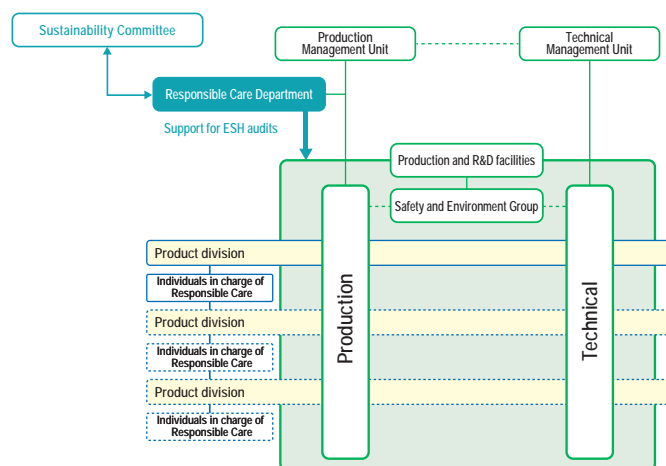 Sustainability Committee
Production
Management Unit
Technical
Management Unit
Responsible Care Department
Support for ESH audits
Production and R&D facilities
Safety and Environment Group
Product division
Individuals in charge of
Responsible Care
Product division
Individuals in charge of
Responsible Care
Product division
Individuals in charge of
Responsible Care
Production
Technical